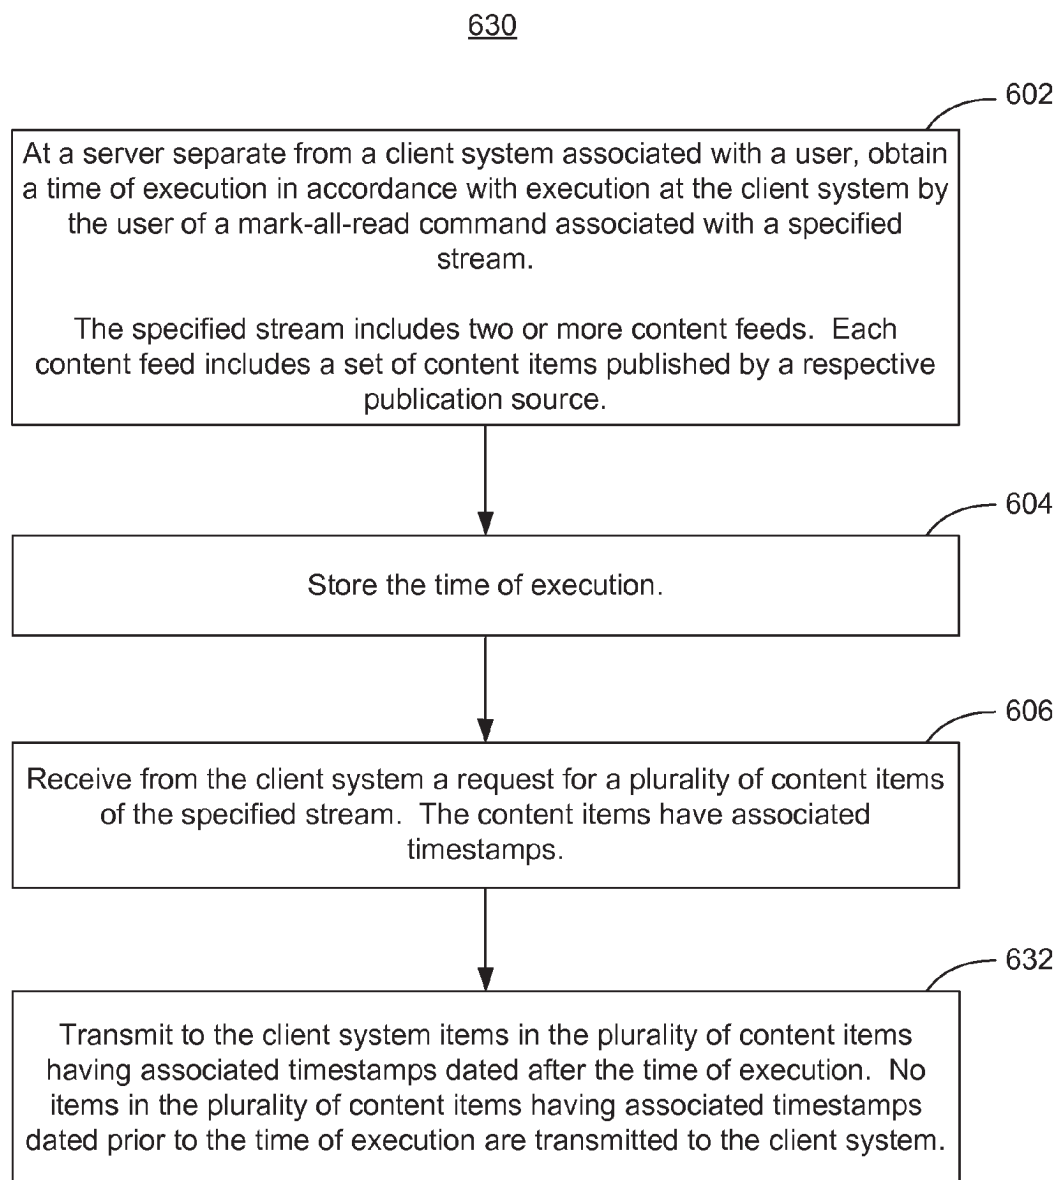 630
602
At a server separate from a client system associated with a user, obtain
a time of execution in accordance with execution at the client system by
the user of a mark-all-read command associated with a specified
stream.
The specified stream includes two or more content feeds.  Each
content feed includes a set of content items published by a respective
publication source.
604
Store the time of execution.
606
Receive from the client system a request for a plurality of content items
of the specified stream.  The content items have associated
timestamps.
632
Transmit to the client system items in the plurality of content items
having associated timestamps dated after the time of execution.  No
items in the plurality of content items having associated timestamps
dated prior to the time of execution are transmitted to the client system.